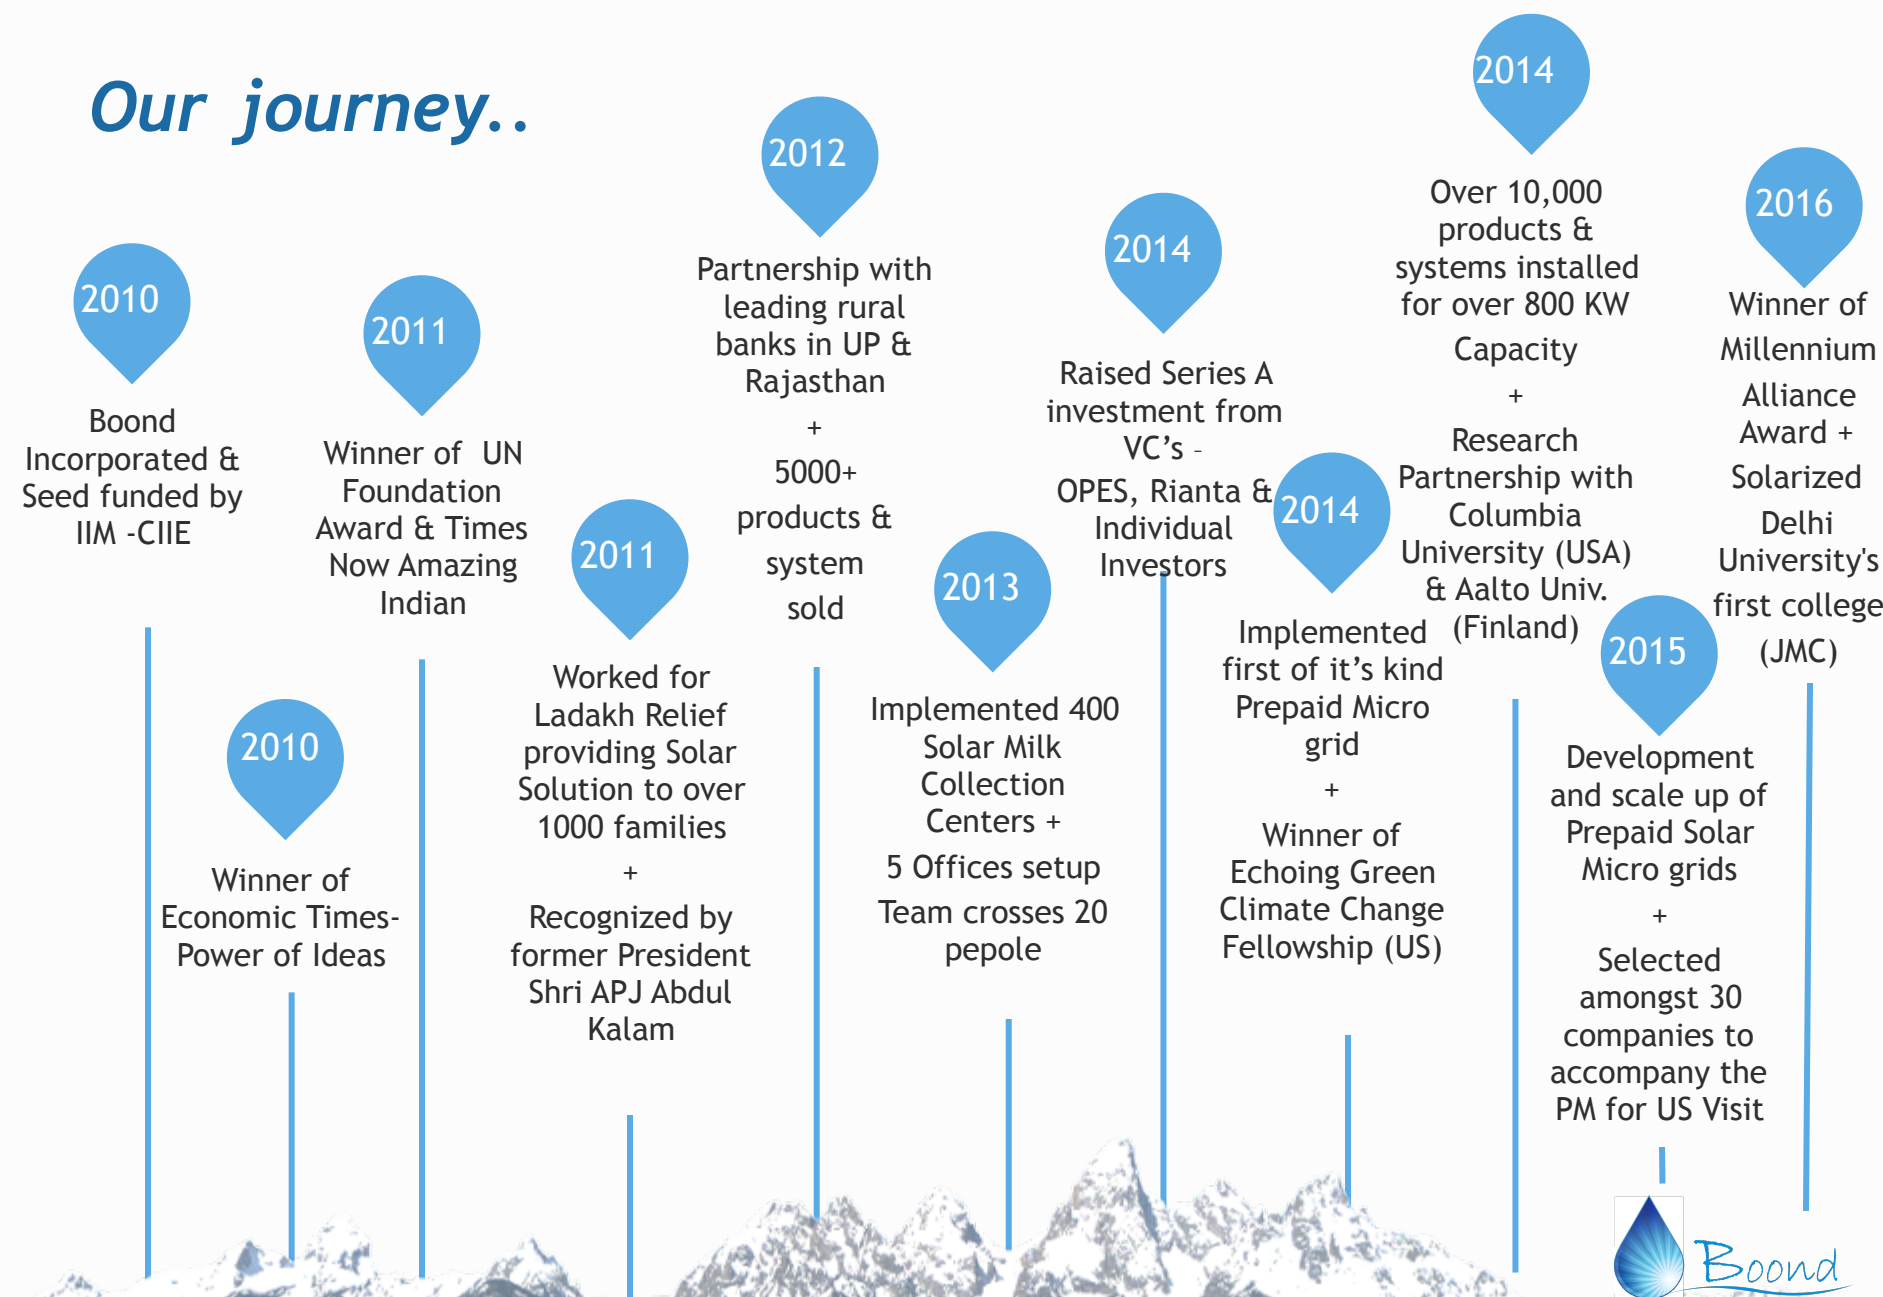 Our journey..
2010
Boond
Incorporated &
Seed funded by
IIM -CIIE
2010
Winner of
Economic Times-
Power of Ideas
2011
Winner of UN
Foundation
Award & Times
Now Amazing
Indian
2011
Worked for
Ladakh Relief
providing Solar
Solution to over
1000 families
+
Recognized by
former President
Shri APJ Abdul
Kalam
2012
Partnership with
leading rural
banks in UP &
Rajasthan
+
5000+
products &
system
sold
2013
Implemented 400
Solar Milk
Collection
Centers +
5 Offices setup
Team crosses 20
pepole
2014
Raised Series A
investment from
VC’s –
OPES, Rianta &
Individual
Investors
2014
Implemented
first of it’s kind
Prepaid Micro
grid
+
Winner of
Echoing Green
Climate Change
Fellowship (US)
2014
Over 10,000
products &
systems installed
for over 800 KW
Capacity
+
Research
Partnership with
Columbia
University (USA)
& Aalto Univ.
(Finland)
2015
Development
and scale up of
Prepaid Solar
Micro grids
+
Selected
amongst 30
companies to
accompany the
PM for US Visit
2016
Winner of
Millennium
Alliance
Award +
Solarized
Delhi
University's
first college
(JMC)
Boond